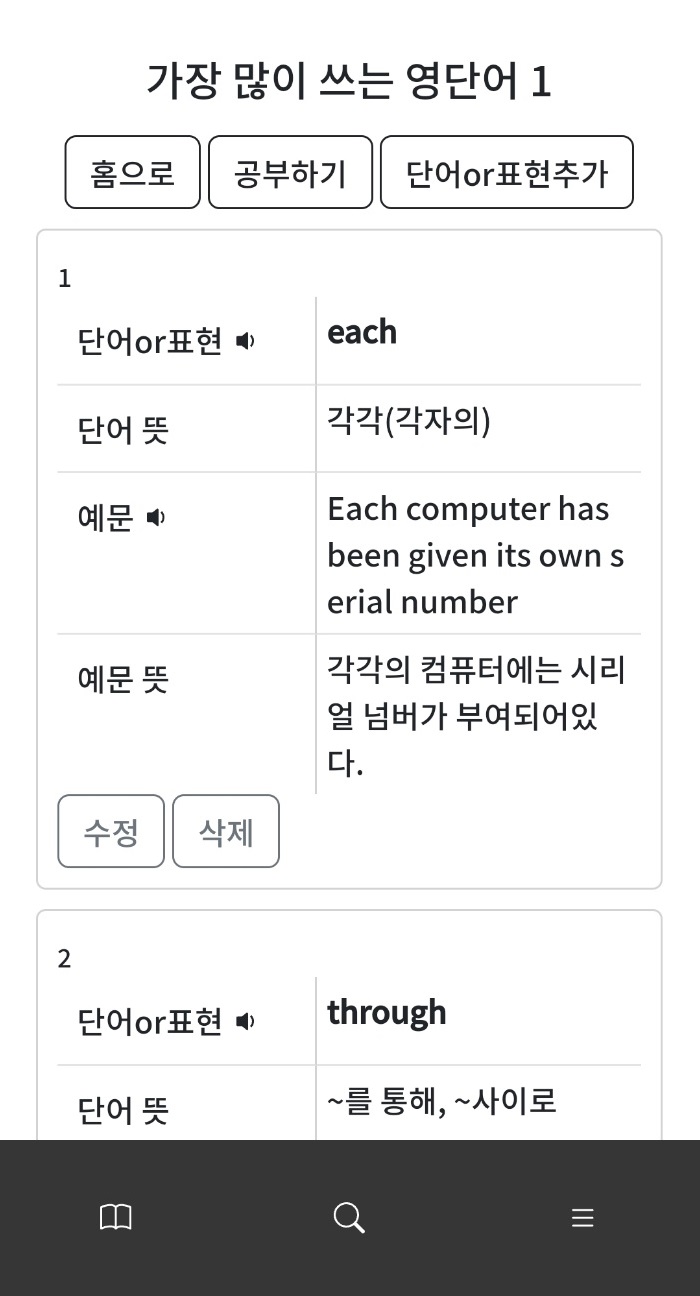 가장 많이 쓰는 영단어 1
홈으로 공부하기 단어or표현추가
1
단어or표현 each
단어 뜻 각각(각자의)
예문 Each computer has
been given its own s
erial number
예문 뜻 각각의 컴퓨터에는 시리
얼 넘버가 부여되어있
다.
수정 삭제
2
단어or표현 through
단어 뜻 ~를 통해, ~사이로